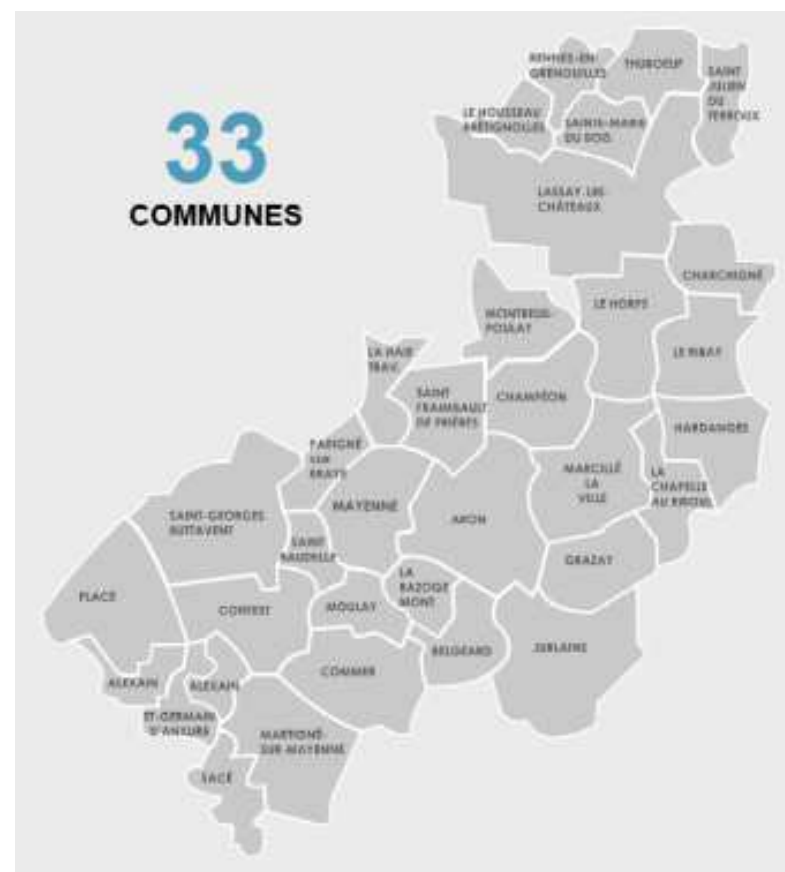 33
COMMUNES
RENNES-EN-
GRENOUILLES
THUBOEUF
SAINT
JULIEN
DU
TERROUX
LE HOUSSEAU
BRÉTIGNOLLES
SAINTE-MARIE
DU BOIS
LASSAY-LES-
CHÂTEAUX
CHARCHIGNÉ
LE HORPS
MONTREUIL-
POULAY
LE RIBAY
LA HAIE
TRAV.
SAINT
FRAIMBAULT
DE PRIÈRES
CHAMPÉON
HARDANGES
PARIGNÉ
SUR
BRAYE
MARCILLÉ
LA
VILLE
LA
CHAPELLE
AU RIBOUL
MAYENNE
SAINT-GEORGES
BUTTAVENT
ARON
SAINT
BAUDELLE
GRAZAY
LA
BAZOGE
MONT.
PLACÉ
CONTEST
MOULAY
BELGEARD
JUBLAINS
COMMER
ALEXAIN
ALEXAIN
ST-GERMAIN
D'ANXURE
MARTIGNÉ-
SUR-MAYENNE
SACÉ